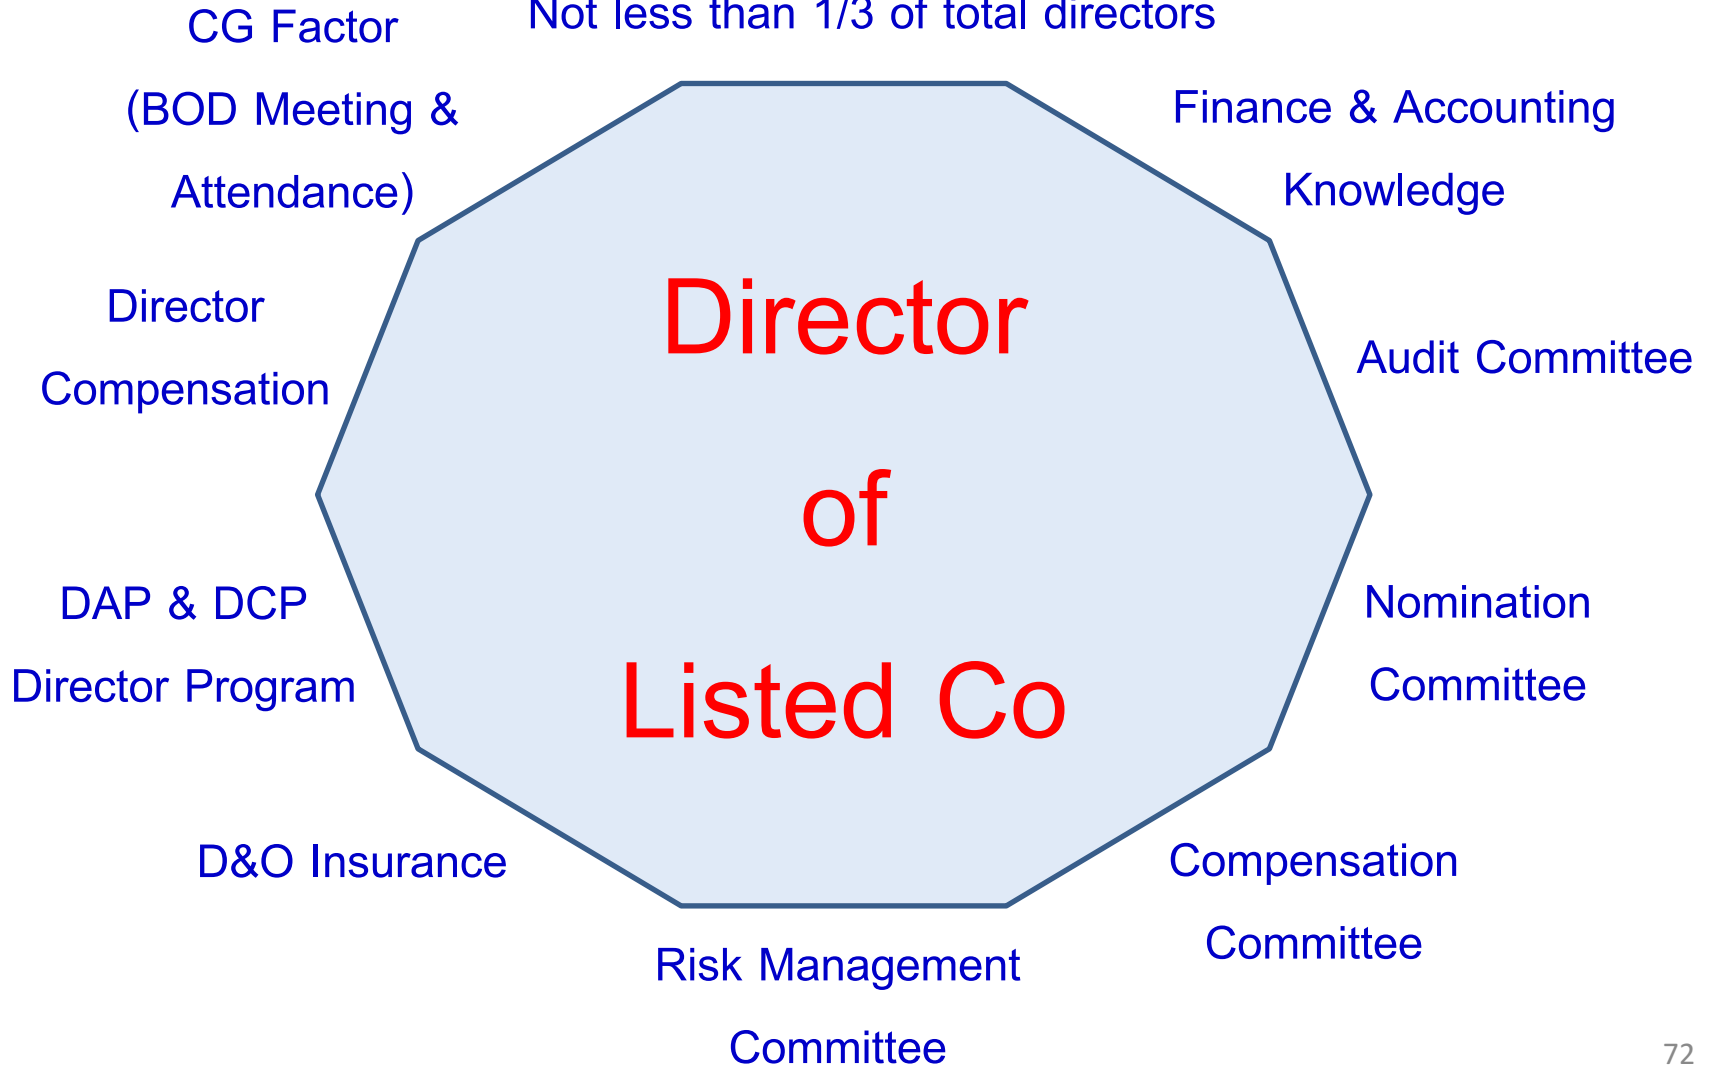 Not less than 1/3 of total directors
CG Factor
(BOD Meeting &
Attendance)
Finance & Accounting
Knowledge
Director
Compensation
Audit Committee
Director
of
Listed Co
DAP & DCP
Director Program
Nomination
Committee
D&O Insurance
Compensation
Committee
Risk Management
Committee
72